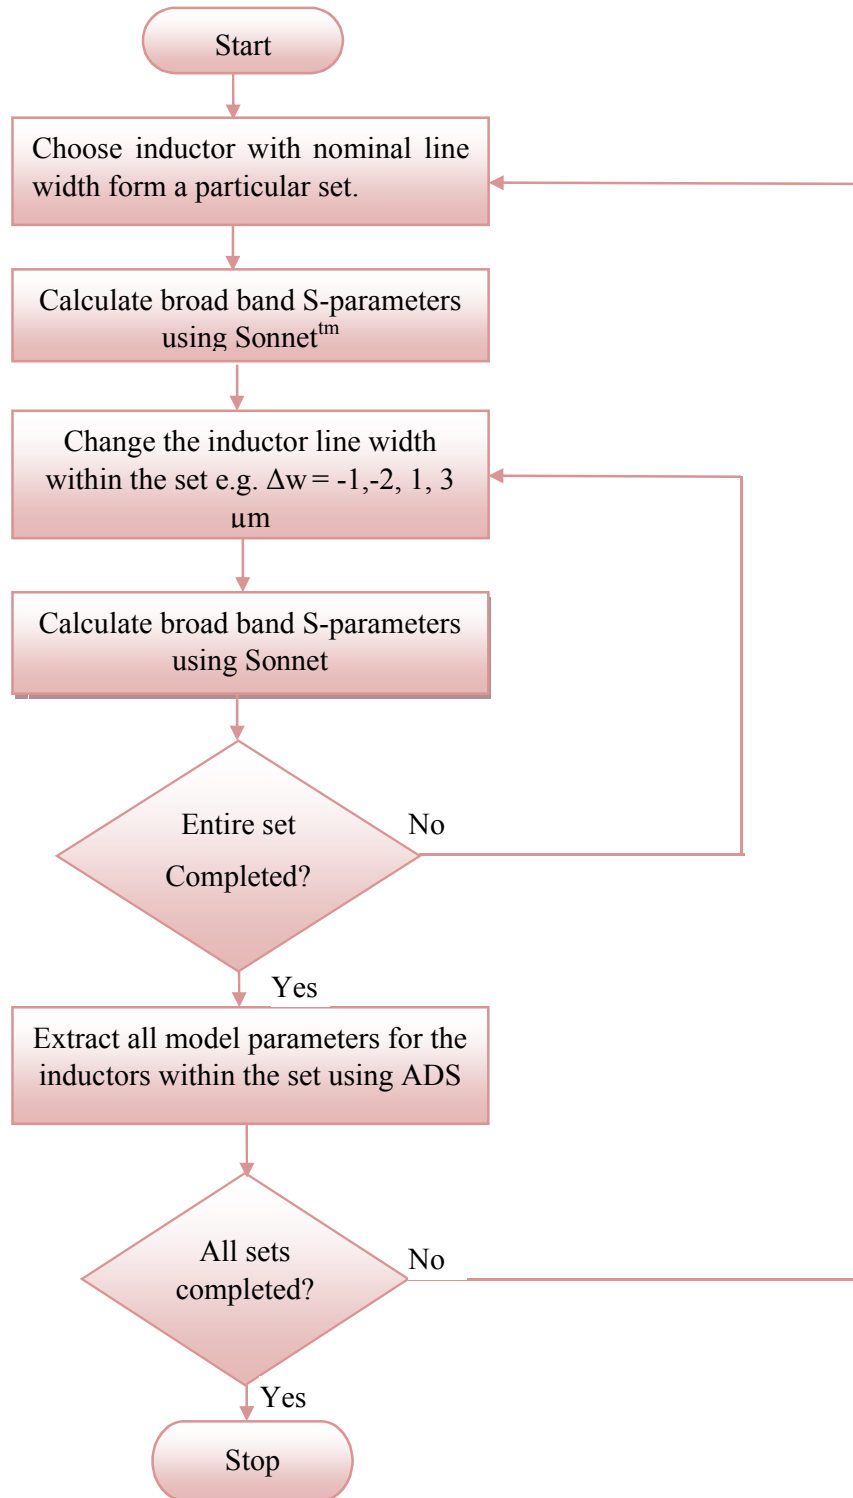 Start
Choose inductor with nominal line
width form a particular set.
Calculate broad band S-parameters
using Sonnet^tm
Change the inductor line width
within the set e.g. Δw = -1,-2, 1, 3
µm
Calculate broad band S-parameters
using Sonnet
Entire set
Completed?
No
Yes
Extract all model parameters for the
inductors within the set using ADS
All sets
completed?
No
Yes
Stop